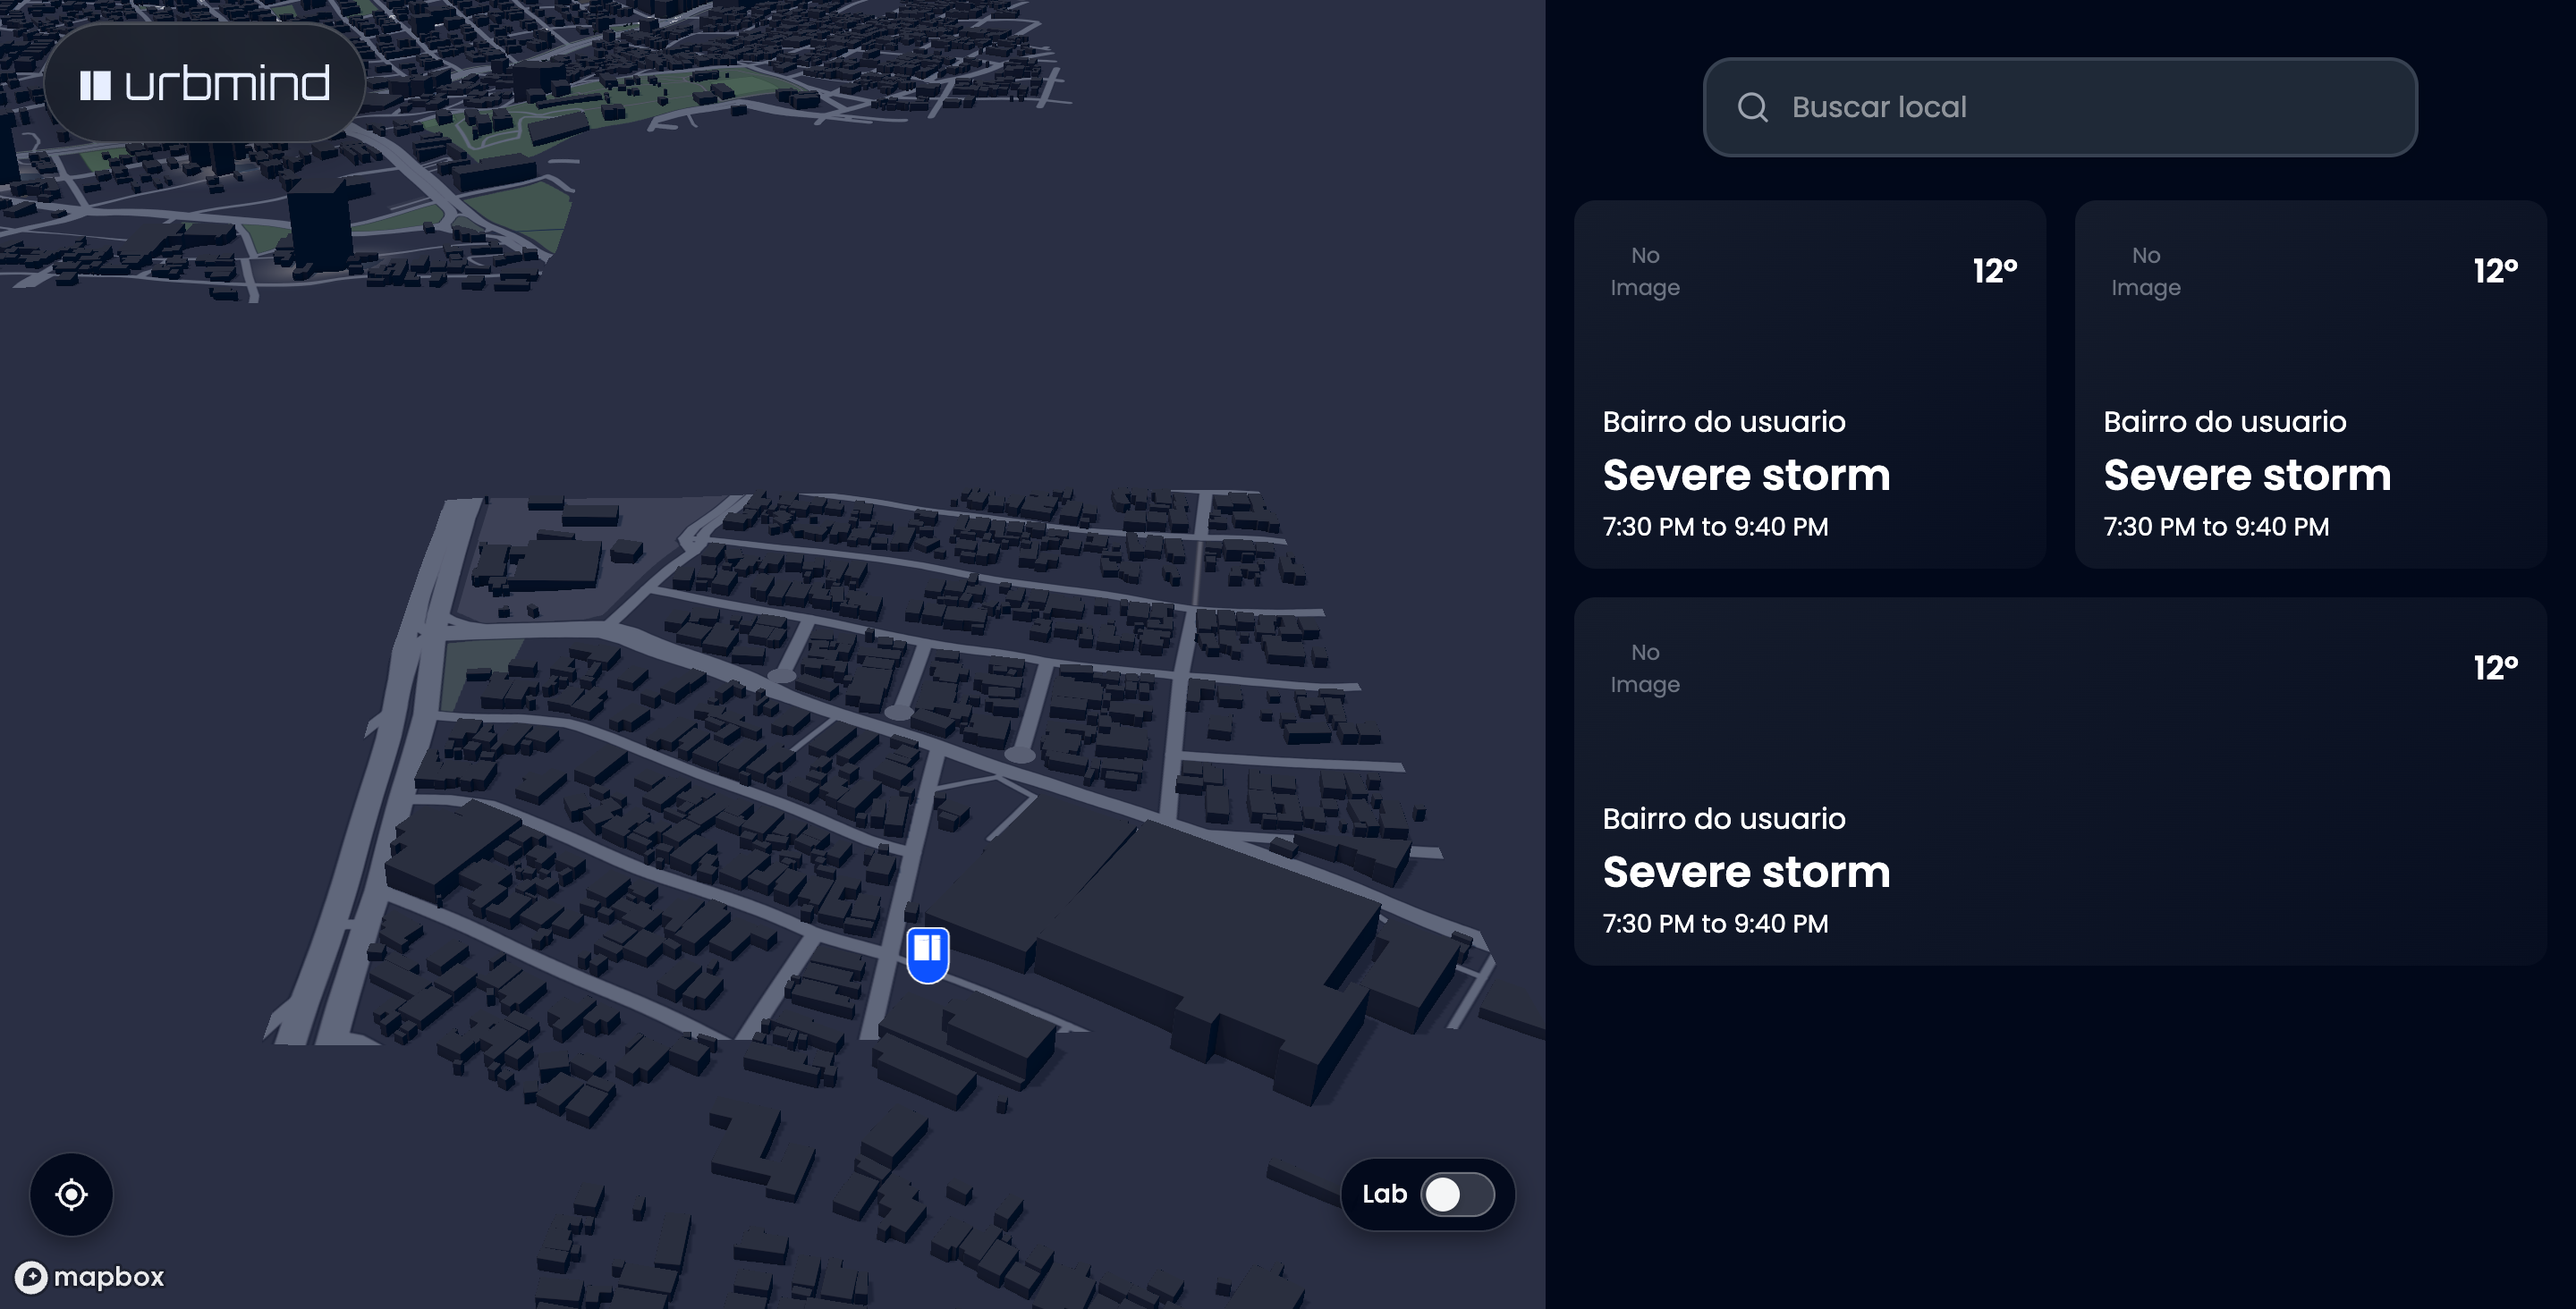 urbmind
Buscar local
No
Image
12°
Bairro do usuario
Severe storm
7:30 PM to 9:40 PM
No
Image
12°
Bairro do usuario
Severe storm
7:30 PM to 9:40 PM
No
Image
12°
Bairro do usuario
Severe storm
7:30 PM to 9:40 PM
Lab
mapbox